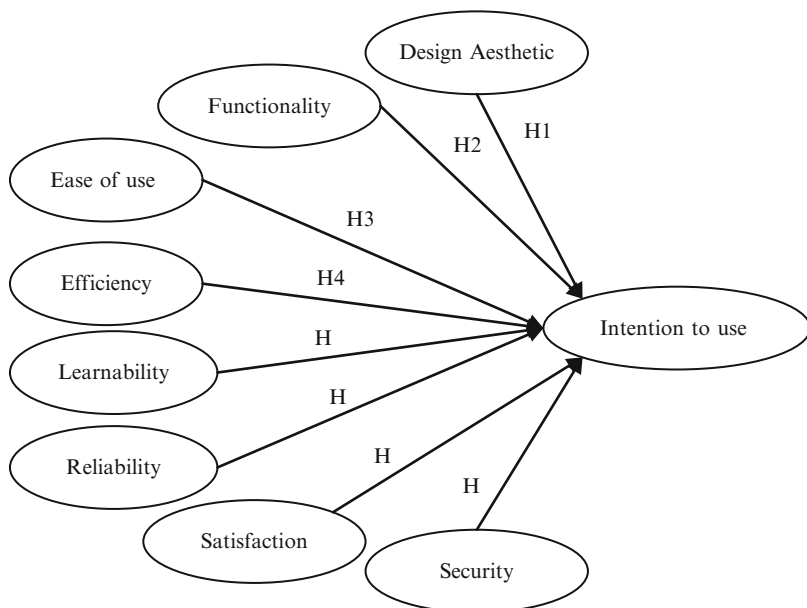 Design Aesthetic
Functionality
H1
H2
Ease of use
H3
Efficiency
H4
Intention to use
H
Learnability
H
Reliability
H
Satisfaction
H
Security